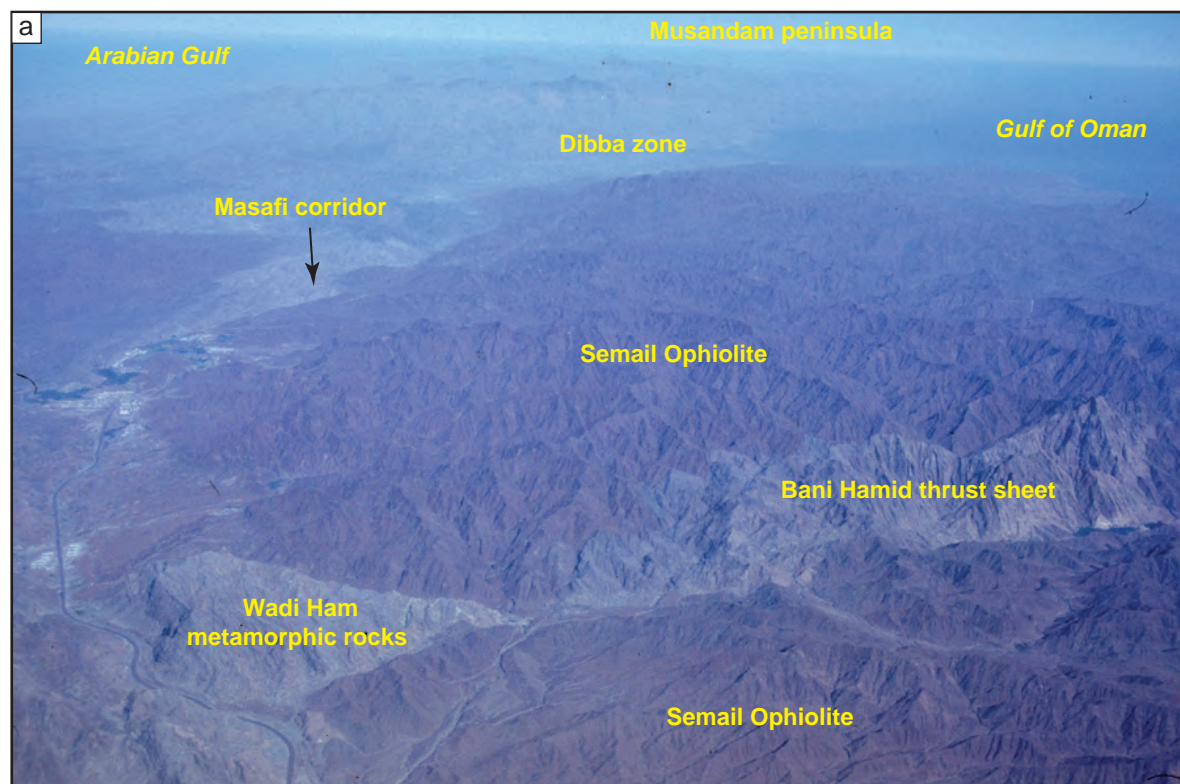 a
Musandam peninsula
Arabian Gulf
Gulf of Oman
Dibba zone
Masafi corridor
Semail Ophiolite
Bani Hamid thrust sheet
Wadi Ham
metamorphic rocks
Semail Ophiolite